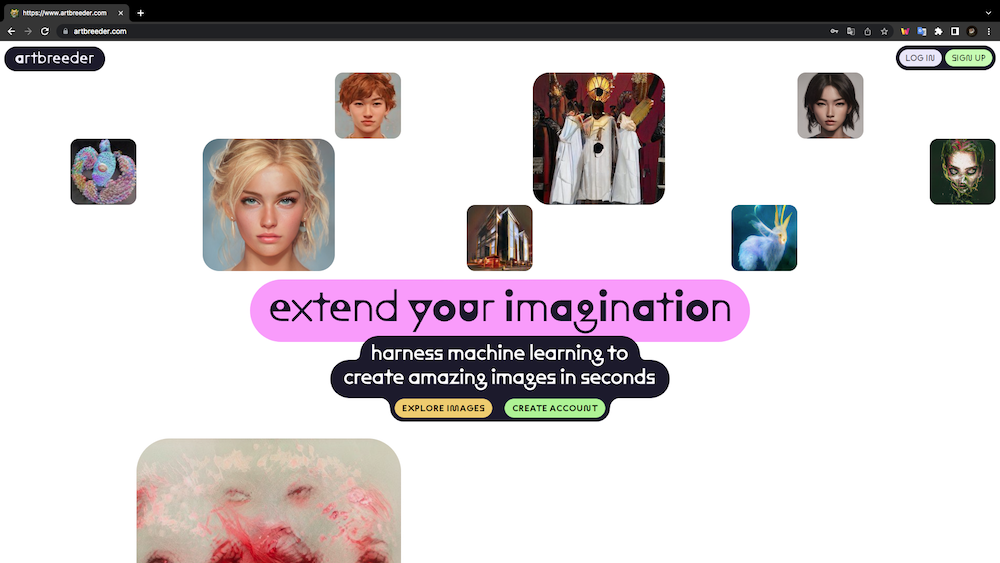 https://www.artbreeder.com
artbreeder.com
artbreeder
LOG IN
SIGN UP
extend your imagination
harness machine learning to
create amazing images in seconds
EXPLORE IMAGES
CREATE ACCOUNT